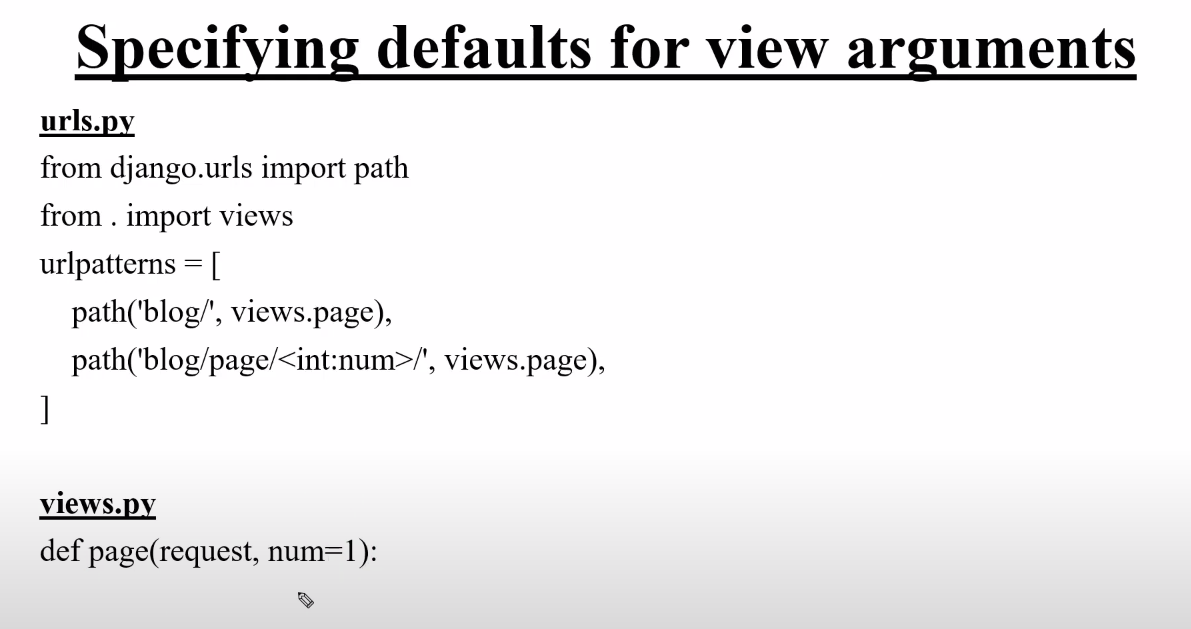 Specifying defaults for view arguments
urls.py
from django.urls import path
from . import views
urlpatterns = [
path('blog/', views.page),
path('blog/page/<int:num>/', views.page),
]
views.py
def page(request, num=1):